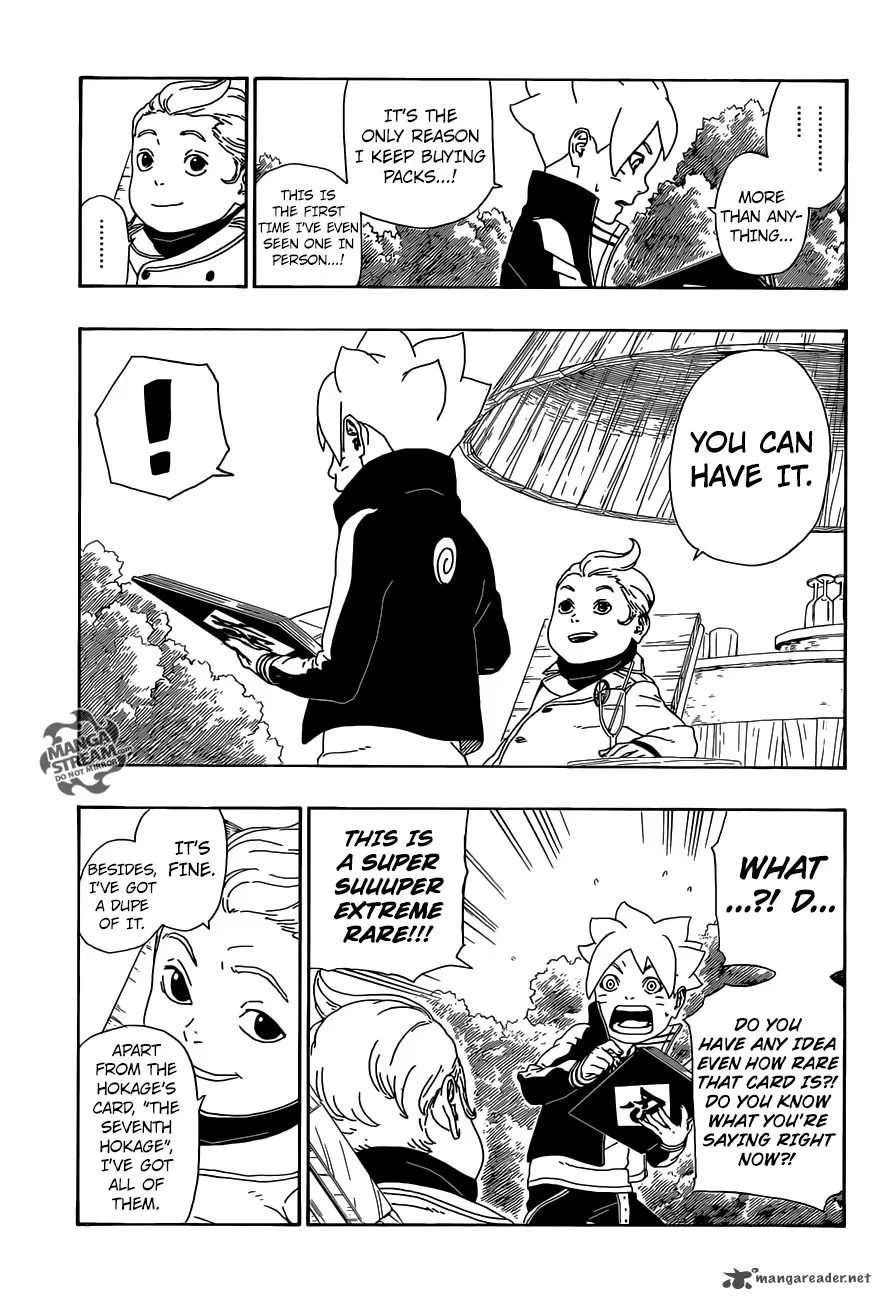 .........
MORE
THAN ANY-
THING...
IT'S THE
ONLY REASON
I KEEP BUYING
PACKS...!
THIS IS
THE FIRST
TIME I'VE EVEN
SEEN ONE IN
PERSON...!
.........
YOU CAN
HAVE IT.
!
WHAT
...?! D...
DO YOU
HAVE ANY IDEA
EVEN HOW RARE
THAT CARD IS?!
DO YOU KNOW
WHAT YOU'RE
SAYING RIGHT
NOW?!
THIS IS
A SUPER
SUUUPER
EXTREME
RARE!!!
IT'S
FINE.
BESIDES,
I'VE GOT
A DUPE
OF IT.
APART
FROM THE
HOKAGE'S
CARD, "THE
SEVENTH
HOKAGE",
I'VE GOT
ALL OF
THEM.
MANGA
STREAM.com
DO NOT MIRROR
mangareader.net